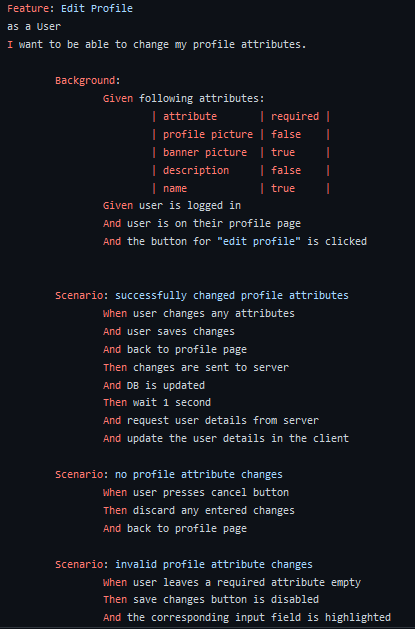 Feature: Edit Profile
as a User
I want to be able to change my profile attributes.
Background:
Given following attributes:
| attribute | required |
| profile picture | false |
| banner picture | true |
| description | false |
| name | true |
Given user is logged in
And user is on their profile page
And the button for "edit profile" is clicked
Scenario: successfully changed profile attributes
When user changes any attributes
And user saves changes
And back to profile page
Then changes are sent to server
And DB is updated
Then wait 1 second
And request user details from server
And update the user details in the client
Scenario: no profile attribute changes
When user presses cancel button
Then discard any entered changes
And back to profile page
Scenario: invalid profile attribute changes
When user leaves a required attribute empty
Then save changes button is disabled
And the corresponding input field is highlighted